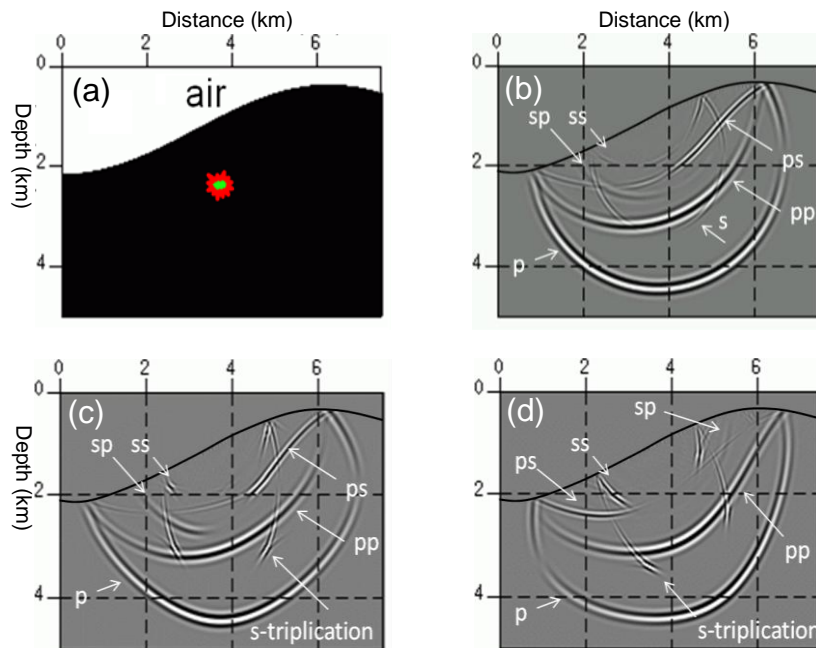 Distance (km)
Distance (km)
0 2 4 6
0 2 4 6
0
(a)
air
2
4
Depth (km)
0
(b)
sp
ss
2
ps
pp
s
p
4
0 2 4 6
0 2 4 6
0
(c)
sp
ss
ps
2
pp
p
4
s-triplication
Depth (km)
0
(d)
sp
ss
ps
2
pp
p
4
s-triplication